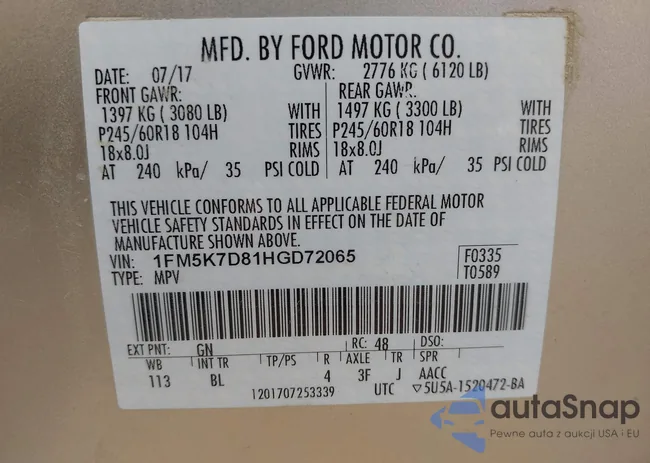 MFD. BY FORD MOTOR CO.
DATE: 07/17 GVWR: 2776 KG ( 6120 LB)
FRONT GAWR: REAR GAWR:
1397 KG ( 3080 LB) WITH 1497 KG ( 3300 LB) WITH
P245/60R18 104H TIRES P245/60R18 104H TIRES
18x8.0J RIMS 18x8.0J RIMS
AT 240 kPa/ 35 PSI COLD AT 240 kPa/ 35 PSI COLD
THIS VEHICLE CONFORMS TO ALL APPLICABLE FEDERAL MOTOR
VEHICLE SAFETY STANDARDS IN EFFECT ON THE DATE OF
MANUFACTURE SHOWN ABOVE.
VIN: 1FM5K7D81HGD72065 F0335
TYPE: MPV T0589
EXT PNT: GN RC: 48 DSO:
WB INT TR TP/PS R AXLE TR SPR
113 BL 4 3F J AACC
1201707253339 UTC ▽5U5A-1520472-BA
autaSnap
Pewne auta z aukcji USA i EU